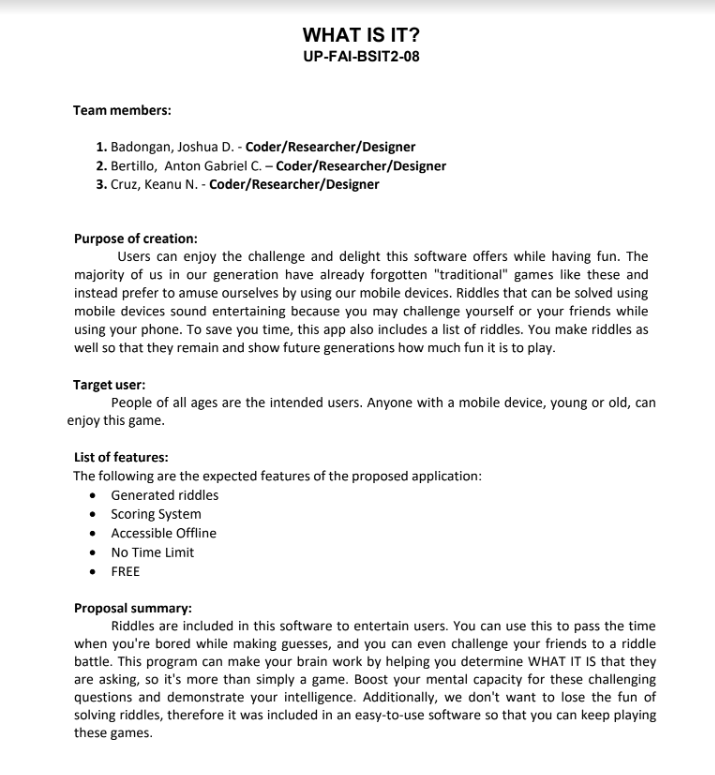 WHAT IS IT?
UP-FAI-BSIT2-08
Team members:
1. Badongan, Joshua D. - Coder/Researcher/Designer
2. Bertillo, Anton Gabriel C. – Coder/Researcher/Designer
3. Cruz, Keanu N. - Coder/Researcher/Designer
Purpose of creation:
Users can enjoy the challenge and delight this software offers while having fun. The
majority of us in our generation have already forgotten "traditional" games like these and
instead prefer to amuse ourselves by using our mobile devices. Riddles that can be solved using
mobile devices sound entertaining because you may challenge yourself or your friends while
using your phone. To save you time, this app also includes a list of riddles. You make riddles as
well so that they remain and show future generations how much fun it is to play.
Target user:
People of all ages are the intended users. Anyone with a mobile device, young or old, can
enjoy this game.
List of features:
The following are the expected features of the proposed application:
• Generated riddles
• Scoring System
• Accessible Offline
• No Time Limit
• FREE
Proposal summary:
Riddles are included in this software to entertain users. You can use this to pass the time
when you're bored while making guesses, and you can even challenge your friends to a riddle
battle. This program can make your brain work by helping you determine WHAT IT IS that they
are asking, so it's more than simply a game. Boost your mental capacity for these challenging
questions and demonstrate your intelligence. Additionally, we don't want to lose the fun of
solving riddles, therefore it was included in an easy-to-use software so that you can keep playing
these games.